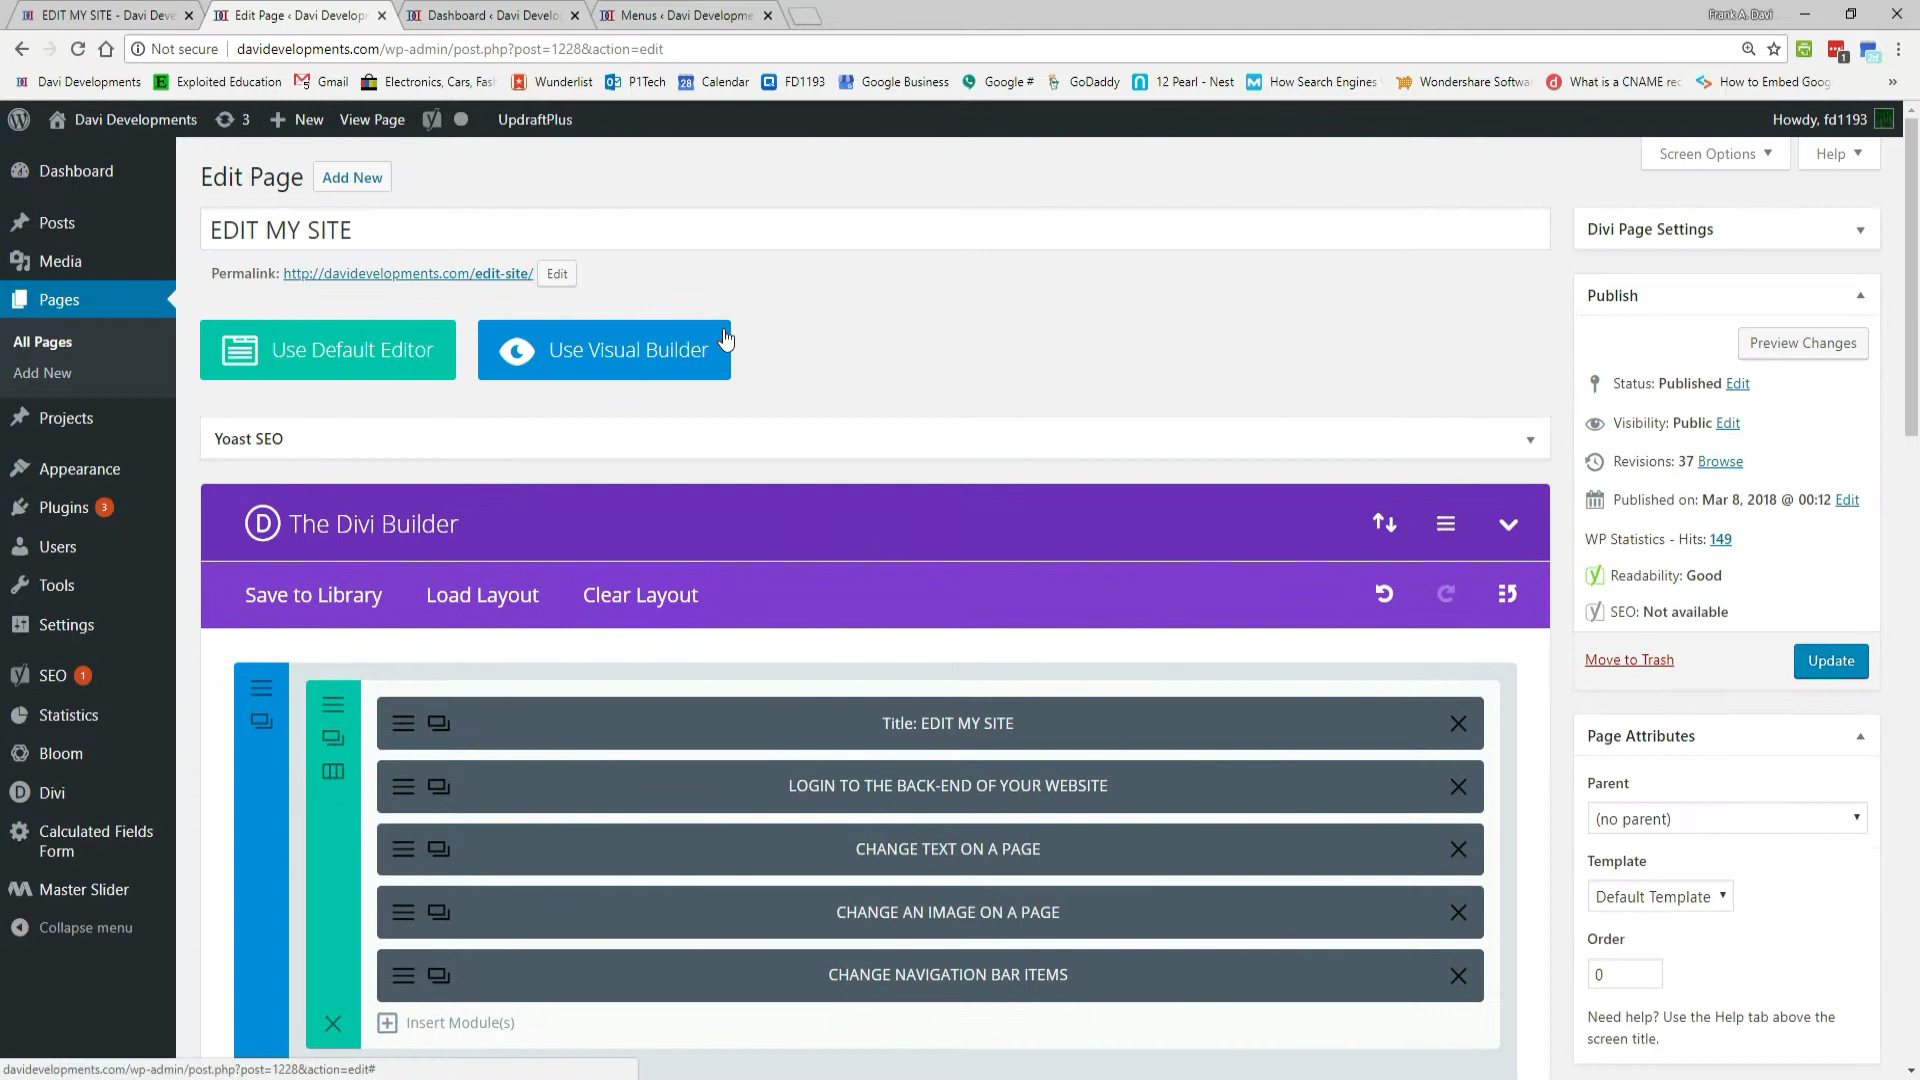 EDIT MY SITE - Davi Deve
Edit Page ‹ Davi Develop
Dashboard ‹ Davi Develo
Menus ‹ Davi Developme
Frank A. Davi
Not secure
davidevelopments.com/wp-admin/post.php?post=1228&action=edit
1
2d
Davi Developments
Exploited Education
Gmail
Electronics, Cars, Fas
Wunderlist
P1Tech
28
Calendar
FD1193
Google Business
Google #
GoDaddy
12 Pearl - Nest
How Search Engines
Wondershare Softwa
What is a CNAME rec
How to Embed Goog
»
Davi Developments
3
New
View Page
UpdraftPlus
Howdy, fd1193
Screen Options
Help
Dashboard
Posts
Media
Pages
All Pages
Add New
Projects
Appearance
Plugins 3
Users
Tools
Settings
SEO 1
Statistics
Bloom
Divi
Calculated Fields
Form
Master Slider
Collapse menu
Edit Page
Add New
EDIT MY SITE
Permalink: http://davidevelopments.com/edit-site/ Edit
Use Default Editor
Use Visual Builder
Yoast SEO
D The Divi Builder
Save to Library
Load Layout
Clear Layout
Title: EDIT MY SITE
LOGIN TO THE BACK-END OF YOUR WEBSITE
CHANGE TEXT ON A PAGE
CHANGE AN IMAGE ON A PAGE
CHANGE NAVIGATION BAR ITEMS
Insert Module(s)
Divi Page Settings
Publish
Preview Changes
Status: Published Edit
Visibility: Public Edit
Revisions: 37 Browse
Published on: Mar 8, 2018 @ 00:12 Edit
WP Statistics - Hits: 149
Readability: Good
SEO: Not available
Move to Trash
Update
Page Attributes
Parent
(no parent)
Template
Default Template
Order
0
Need help? Use the Help tab above the
screen title.
davidevelopments.com/wp-admin/post.php?post=1228&action=edit#